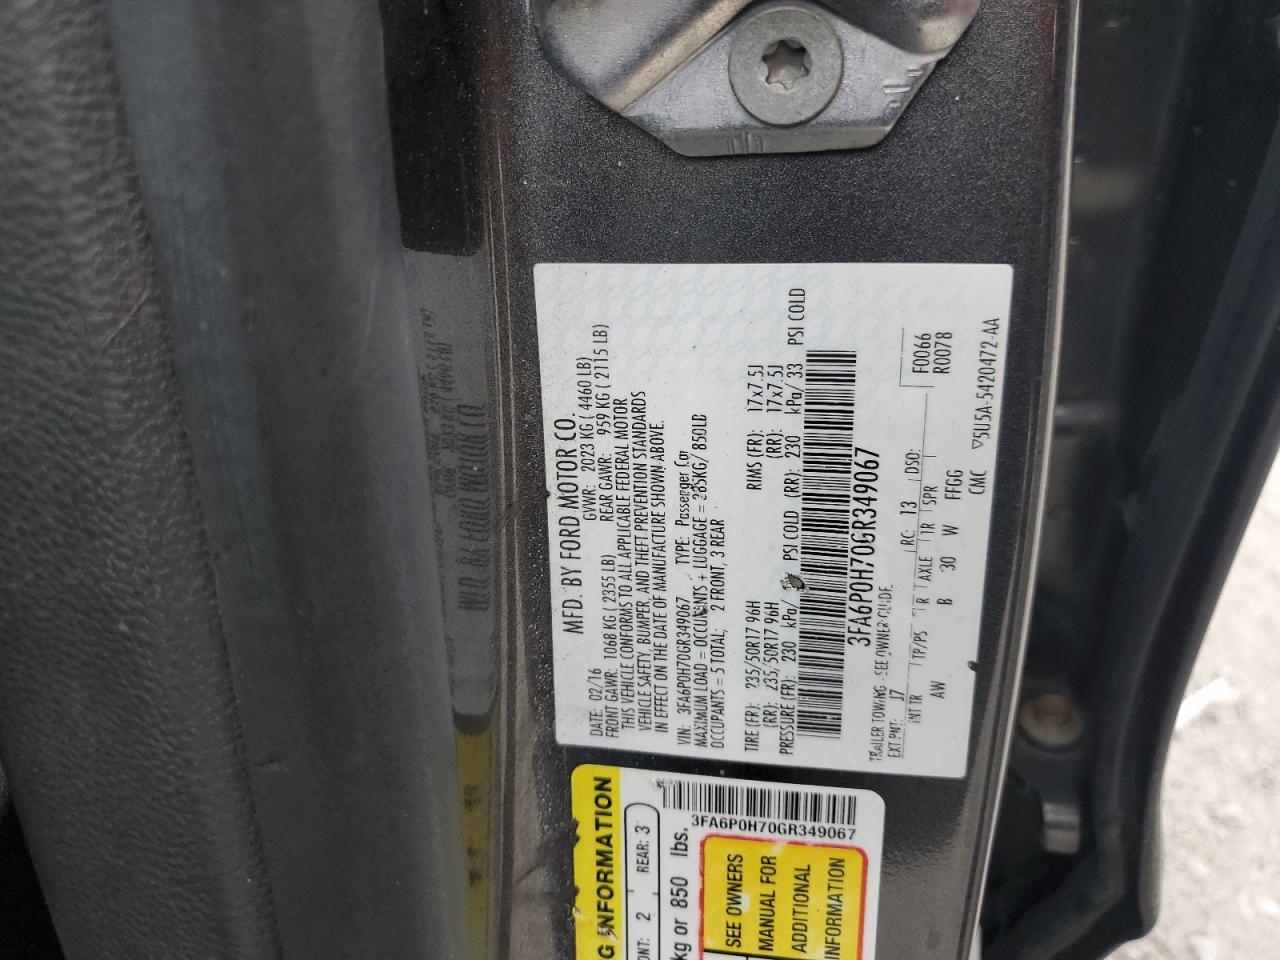 MFD. BY FORD MOTOR CO.
DATE: 02/16 GVWR: 2023 KG ( 4460 LB)
FRONT GAWR: 1068 KG ( 2355 LB) REAR GAWR: 959 KG ( 2115 LB)
THIS VEHICLE CONFORMS TO ALL APPLICABLE FEDERAL MOTOR
VEHICLE SAFETY, BUMPER, AND THEFT PREVENTION STANDARDS
IN EFFECT ON THE DATE OF MANUFACTURE SHOWN ABOVE.
VIN: 3FA6P0H70GR349067 TYPE: Passenger Car
MAXIMUM LOAD = OCCUPANTS + LUGGAGE = 385KG/ 850LB
OCCUPANTS = 5 TOTAL; 2 FRONT, 3 REAR
TIRE (FR): 235/50R17 96H RIMS (FR): 17x7.5J
(RR): 235/50R17 96H (RR): 17x7.5J
PRESSURE (FR): 230 kPa/ PSI COLD (RR): 230 kPa/ 33 PSI COLD
3FA6P0H70GR349067
TRAILER TOWING - SEE OWNER GUIDE
EXT PNT: J7 RC: 13 DSO: F0066
R0078
INT TR TP/PS R AXLE TR SPR
AW B 30 W FFGG
CMC ▽5U5A-5420472-AA
G INFORMATION
ONT: 2 REAR: 3
kg or 850 lbs.
3FA6P0H70GR349067
SEE OWNERS
MANUAL FOR
ADDITIONAL
INFORMATION